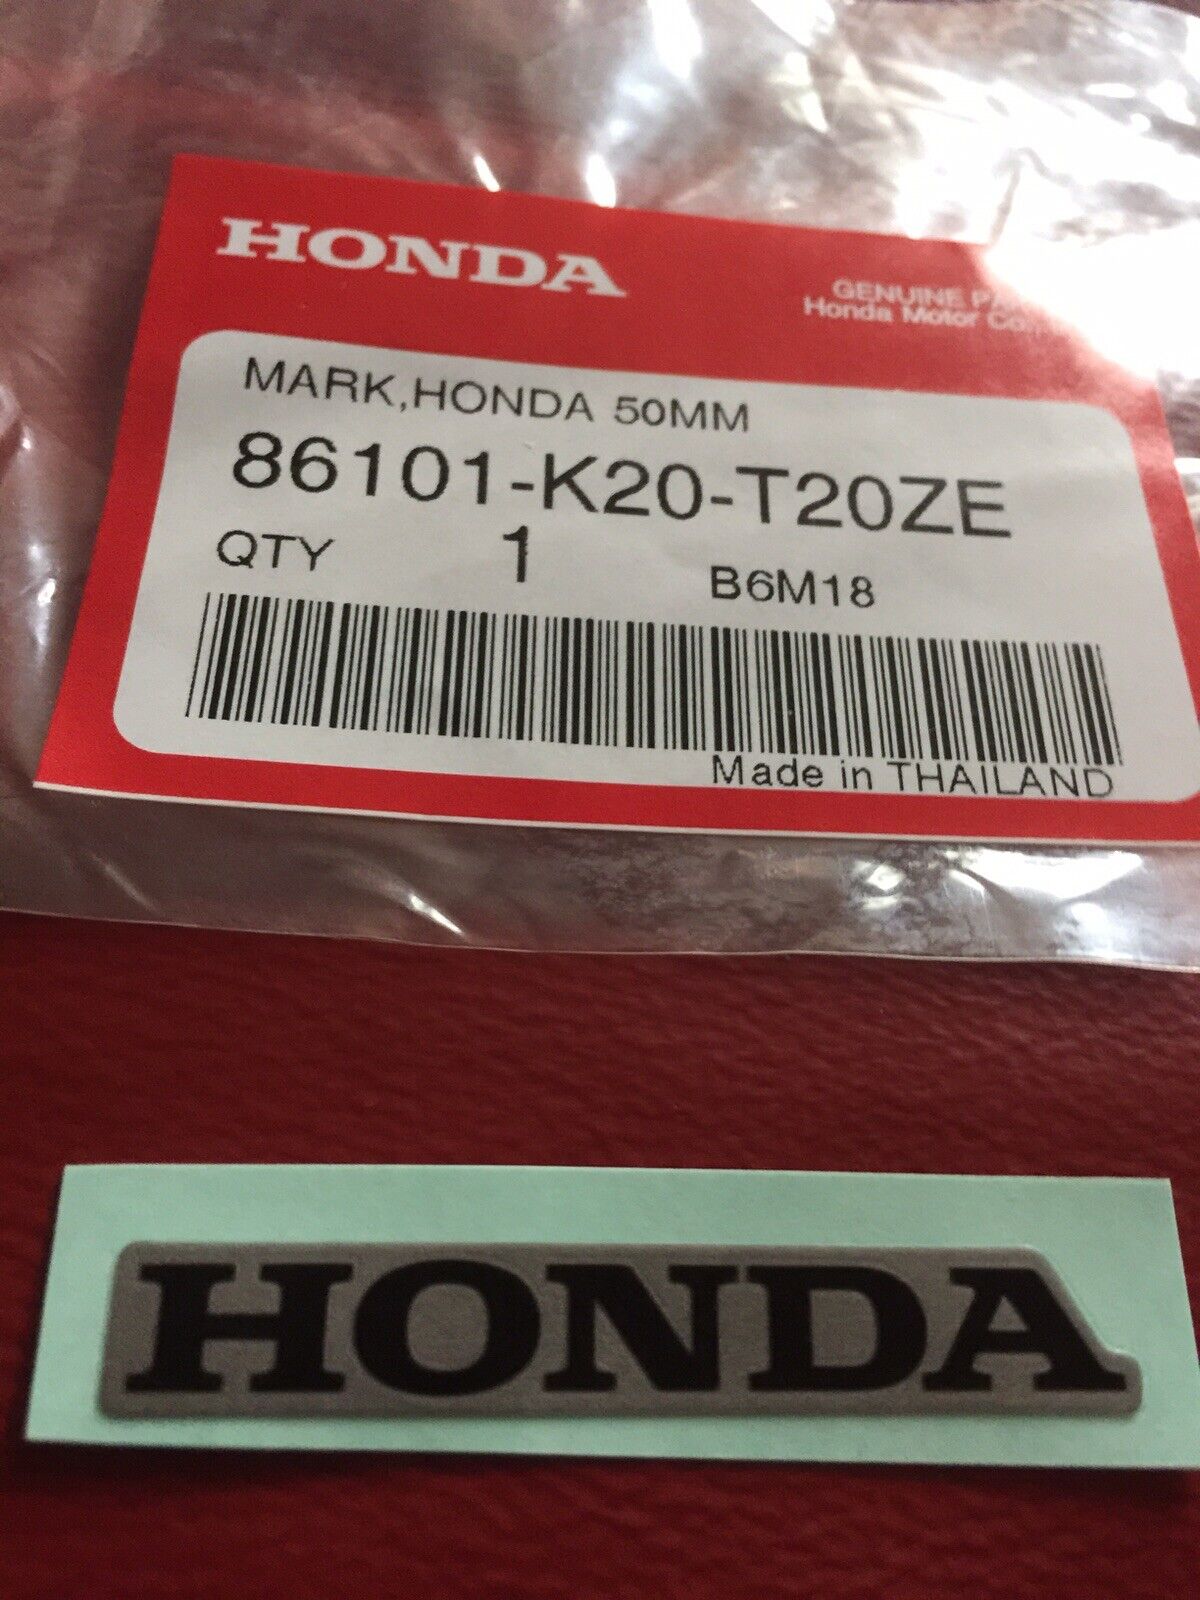 HONDA
GENUINE
Honda Motor
MARK,HONDA 50MM
86101-K20-T20ZE
QTY 1 B6M18
Made in THAILAND
HONDA